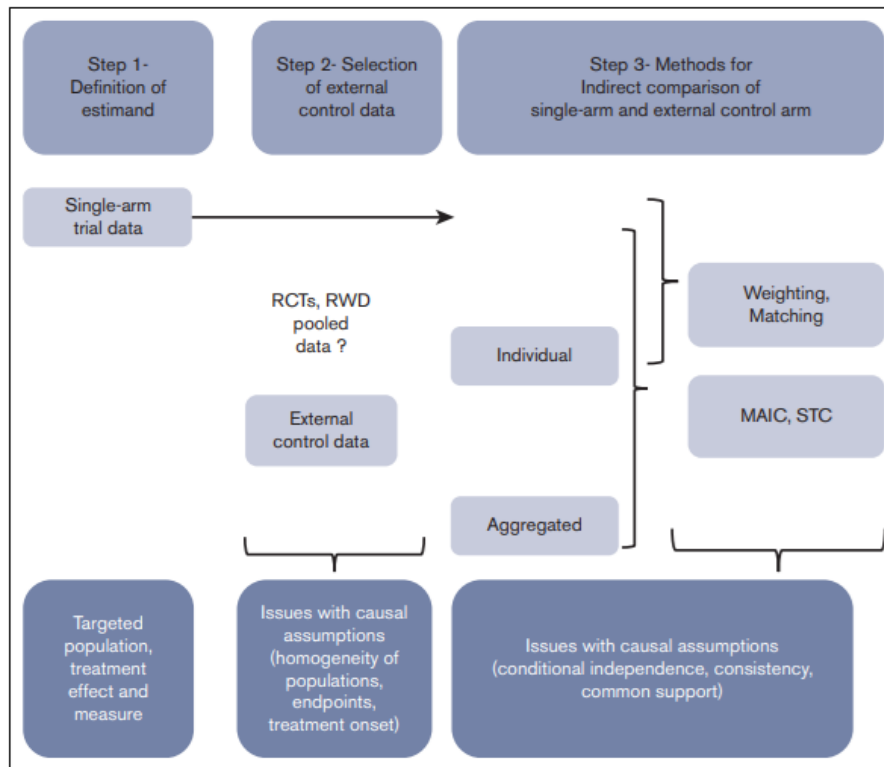 Step 1-
Definition of
estimand
Step 2- Selection
of external
control data
Step 3- Methods for
Indirect comparison of
single-arm and external control arm
Single-arm
trial data
RCTs, RWD
pooled
data ?
External
control data
Individual
Aggregated
Weighting,
Matching
MAIC, STC
Targeted
population,
treatment
effect and
measure
Issues with causal
assumptions
(homogeneity of
populations,
endpoints,
treatment onset)
Issues with causal assumptions
(conditional independence, consistency,
common support)